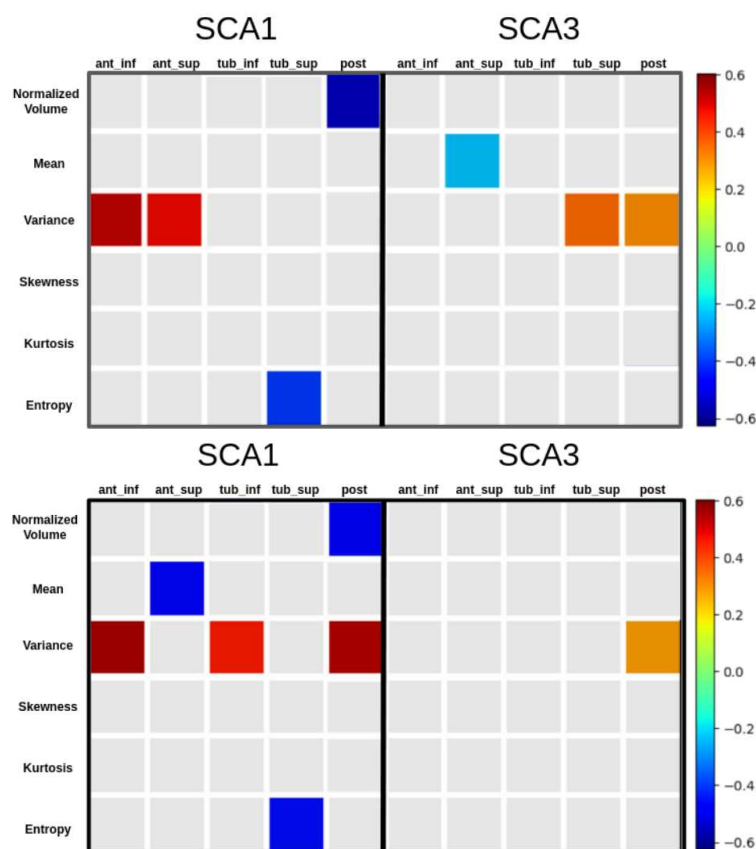 SCA1 SCA3
ant_inf ant_sup tub_inf tub_sup post ant_inf ant_sup tub_inf tub_sup post
Normalized
Volume
Mean
Variance
Skewness
Kurtosis
Entropy
0.6
0.4
0.2
0.0
−0.2
−0.4
−0.6
SCA1 SCA3
ant_inf ant_sup tub_inf tub_sup post ant_inf ant_sup tub_inf tub_sup post
Normalized
Volume
Mean
Variance
Skewness
Kurtosis
Entropy
0.6
0.4
0.2
0.0
−0.2
−0.4
−0.6